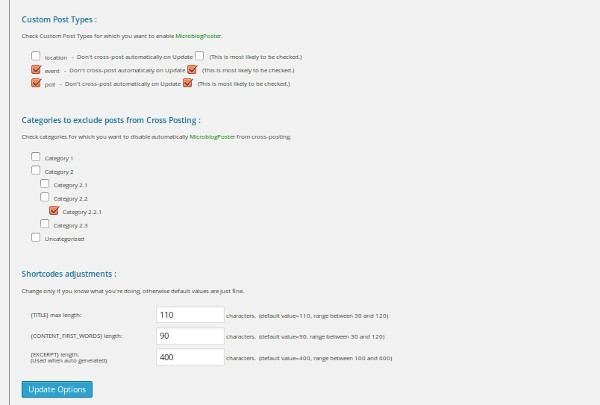 Custom Post Types :
Check Custom Post Types for which you want to enable MicroblogPoster.
location - Don't cross-post automatically on Update (This is most likely to be checked.)
event - Don't cross-post automatically on Update (This is most likely to be checked.)
poll - Don't cross-post automatically on Update (This is most likely to be checked.)
Categories to exclude posts from Cross Posting :
Check categories for which you want to disable automatically MicroblogPoster from cross-posting.
Category 1
Category 2
Category 2.1
Category 2.2
Category 2.2.1
Category 2.3
Uncategorized
Shortcodes adjustments :
Change only if you know what you're doing, otherwise default values are just fine.
{TITLE} max length: 110 characters. (default value=110, range between 30 and 120)
{CONTENT_FIRST_WORDS} length: 90 characters. (default value=90, range between 30 and 120)
{EXCERPT} length: 400 characters. (default value=400, range between 100 and 600)
(Used when auto generated)
Update Options